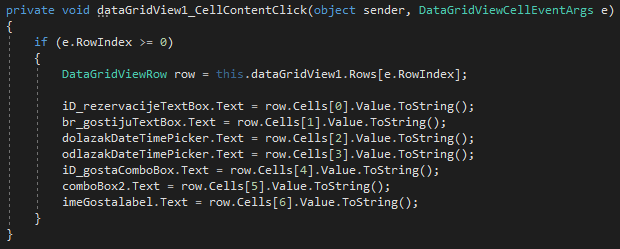 private void dataGridView1_CellContentClick(object sender, DataGridViewCellEventArgs e)
{
if (e.RowIndex >= 0)
{
DataGridViewRow row = this.dataGridView1.Rows[e.RowIndex];
iD_rezervacijeTextBox.Text = row.Cells[0].Value.ToString();
br_gostijuTextBox.Text = row.Cells[1].Value.ToString();
dolazakDateTimePicker.Text = row.Cells[2].Value.ToString();
odlazakDateTimePicker.Text = row.Cells[3].Value.ToString();
iD_gostaComboBox.Text = row.Cells[4].Value.ToString();
comboBox2.Text = row.Cells[5].Value.ToString();
imeGostalabel.Text = row.Cells[6].Value.ToString();
}
}